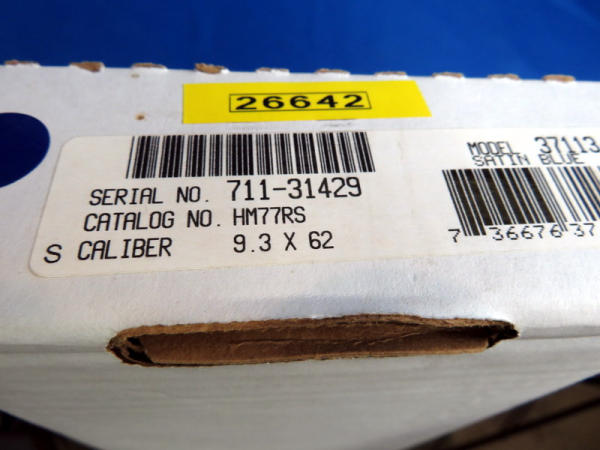 26642
SERIAL NO. 711-31429
CATALOG NO. HM77RS
S CALIBER 9.3 X 62
MODEL 37113
SATIN BLUE
7 36676 37